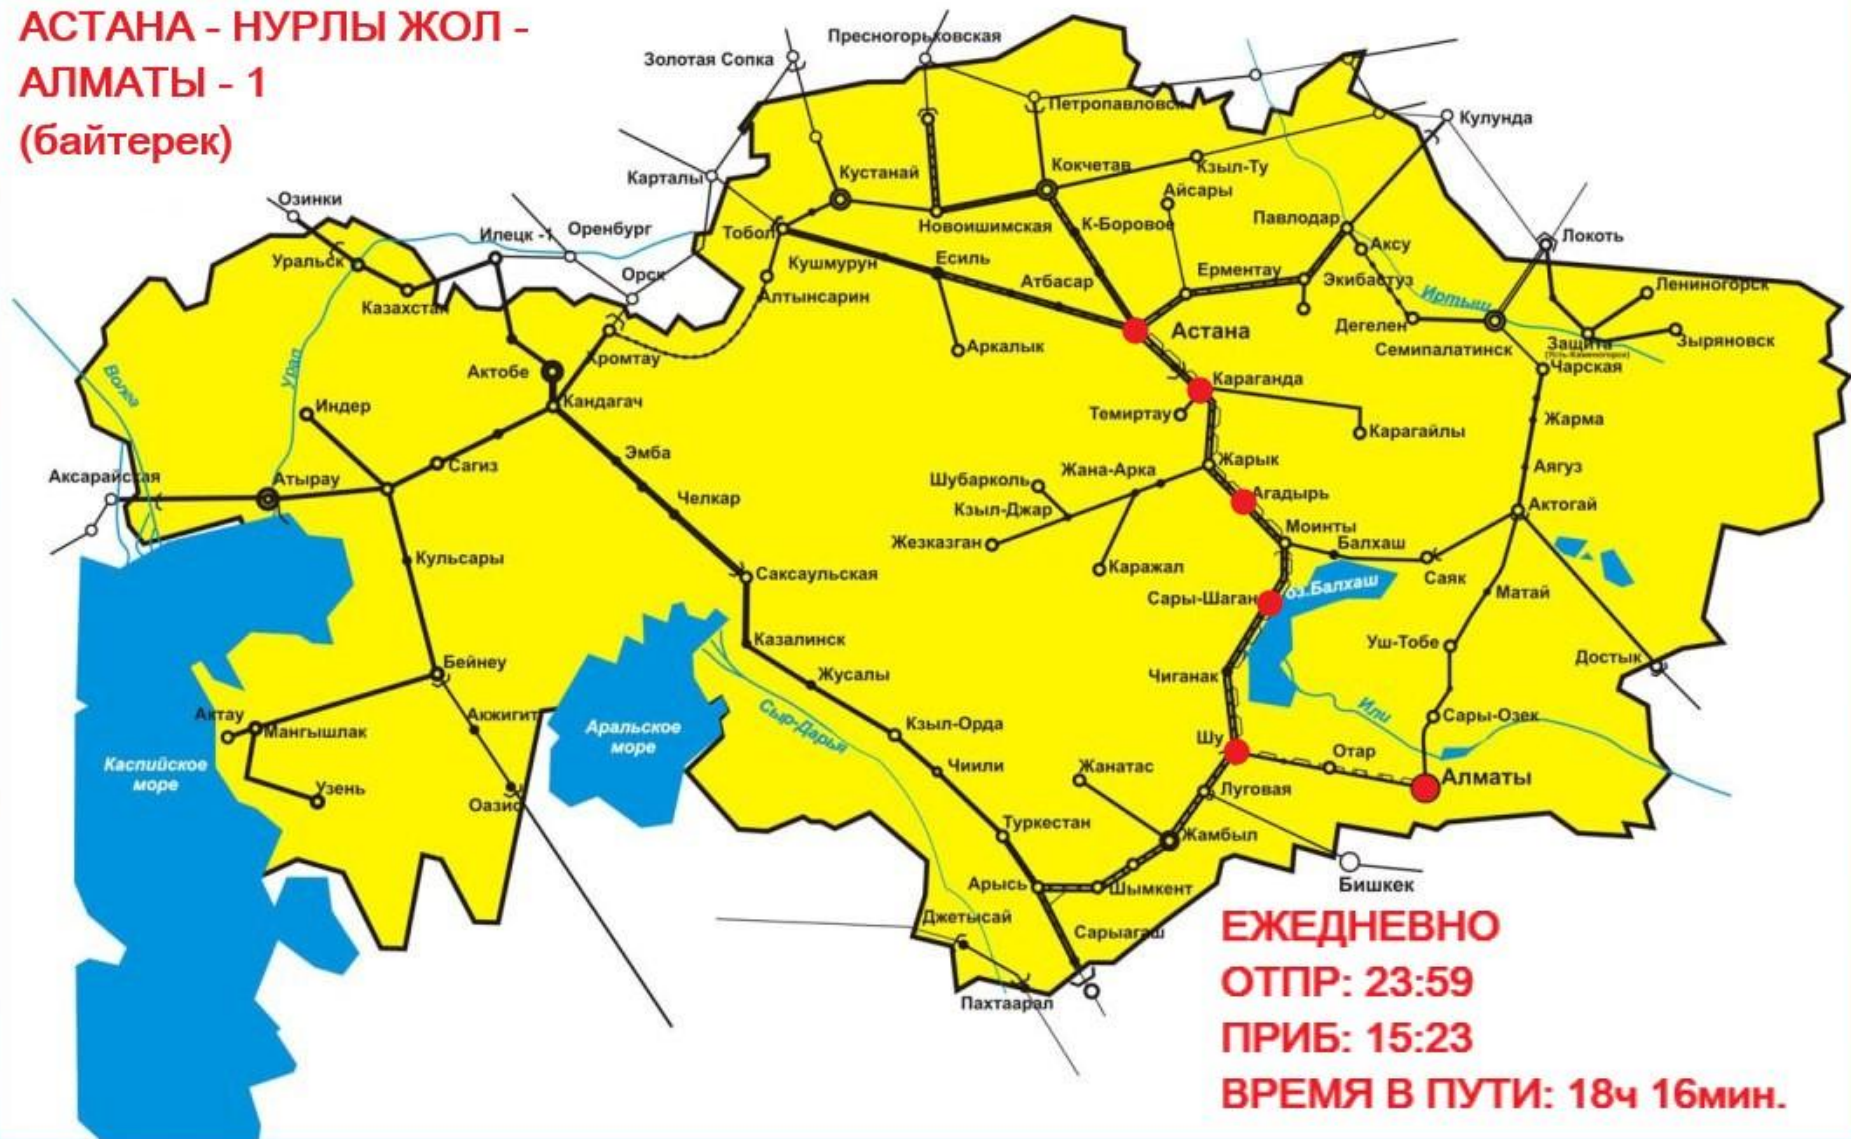 АСТАНА - НУРЛЫ ЖОЛ -
АЛМАТЫ - 1
(байтерек)
Золотая Сопка
Пресногорьковская
Петропавловск
Кулунда
Карталы
Кустанай
Кокчетав
Кзыл-Ту
Айсары
Озинки
Илецк -1
Оренбург
Тобол
Новоишимская
К-Боровое
Павлодар
Локоть
Уральск
Орск
Кушмурун
Есиль
Атбасар
Ерментау
Аксу
Экибастуз
Лениногорск
Казахстан
Алтынсарин
Иртыш
Дегелен
Астана
Аркалык
Семипалатинск
Защита
(Усть-Каменогорск)
Зыряновск
Чарская
Волга
Урал
Хромтау
Актобе
Караганда
Индер
Кандагач
Темиртау
Карагайлы
Жарма
Эмба
Сагиз
Жана-Арка
Жарык
Аягуз
Аксарайская
Атырау
Челкар
Шубарколь
Кзыл-Джар
Агадырь
Актогай
Моинты
Балхаш
Жезказган
Кульсары
Саксаульская
Каражал
Саяк
оз.Балхаш
Сары-Шаган
Матай
Казалинск
Уш-Тобе
Достык
Бейнеу
Жусалы
Чиганак
Актау
Мангышлак
Акжигит
Аральское
море
Сыр-Дарья
Кзыл-Орда
Или
Сары-Озек
Шу
Отар
Каспийское
море
Узень
Оазис
Чиили
Жанатас
Луговая
Алматы
Туркестан
Жамбыл
Арысь
Шымкент
Бишкек
Джетысай
Сарыагаш
Пахтаарал
ЕЖЕДНЕВНО
ОТПР: 23:59
ПРИБ: 15:23
ВРЕМЯ В ПУТИ: 18ч 16мин.